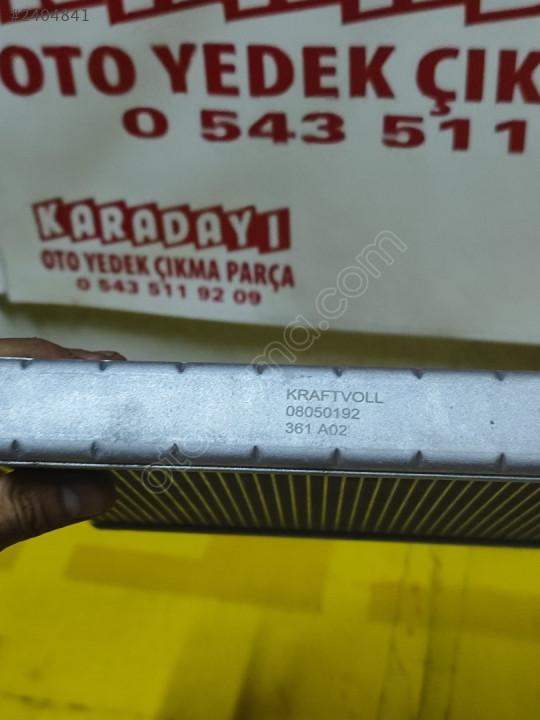 #2404841
OTO YEDEK ÇIK
0 543 511
KARADAYI
OTO YEDEK ÇIKMA PARÇA
0 543 511 92 09
KRAFTVOLL
08050192
361 A02